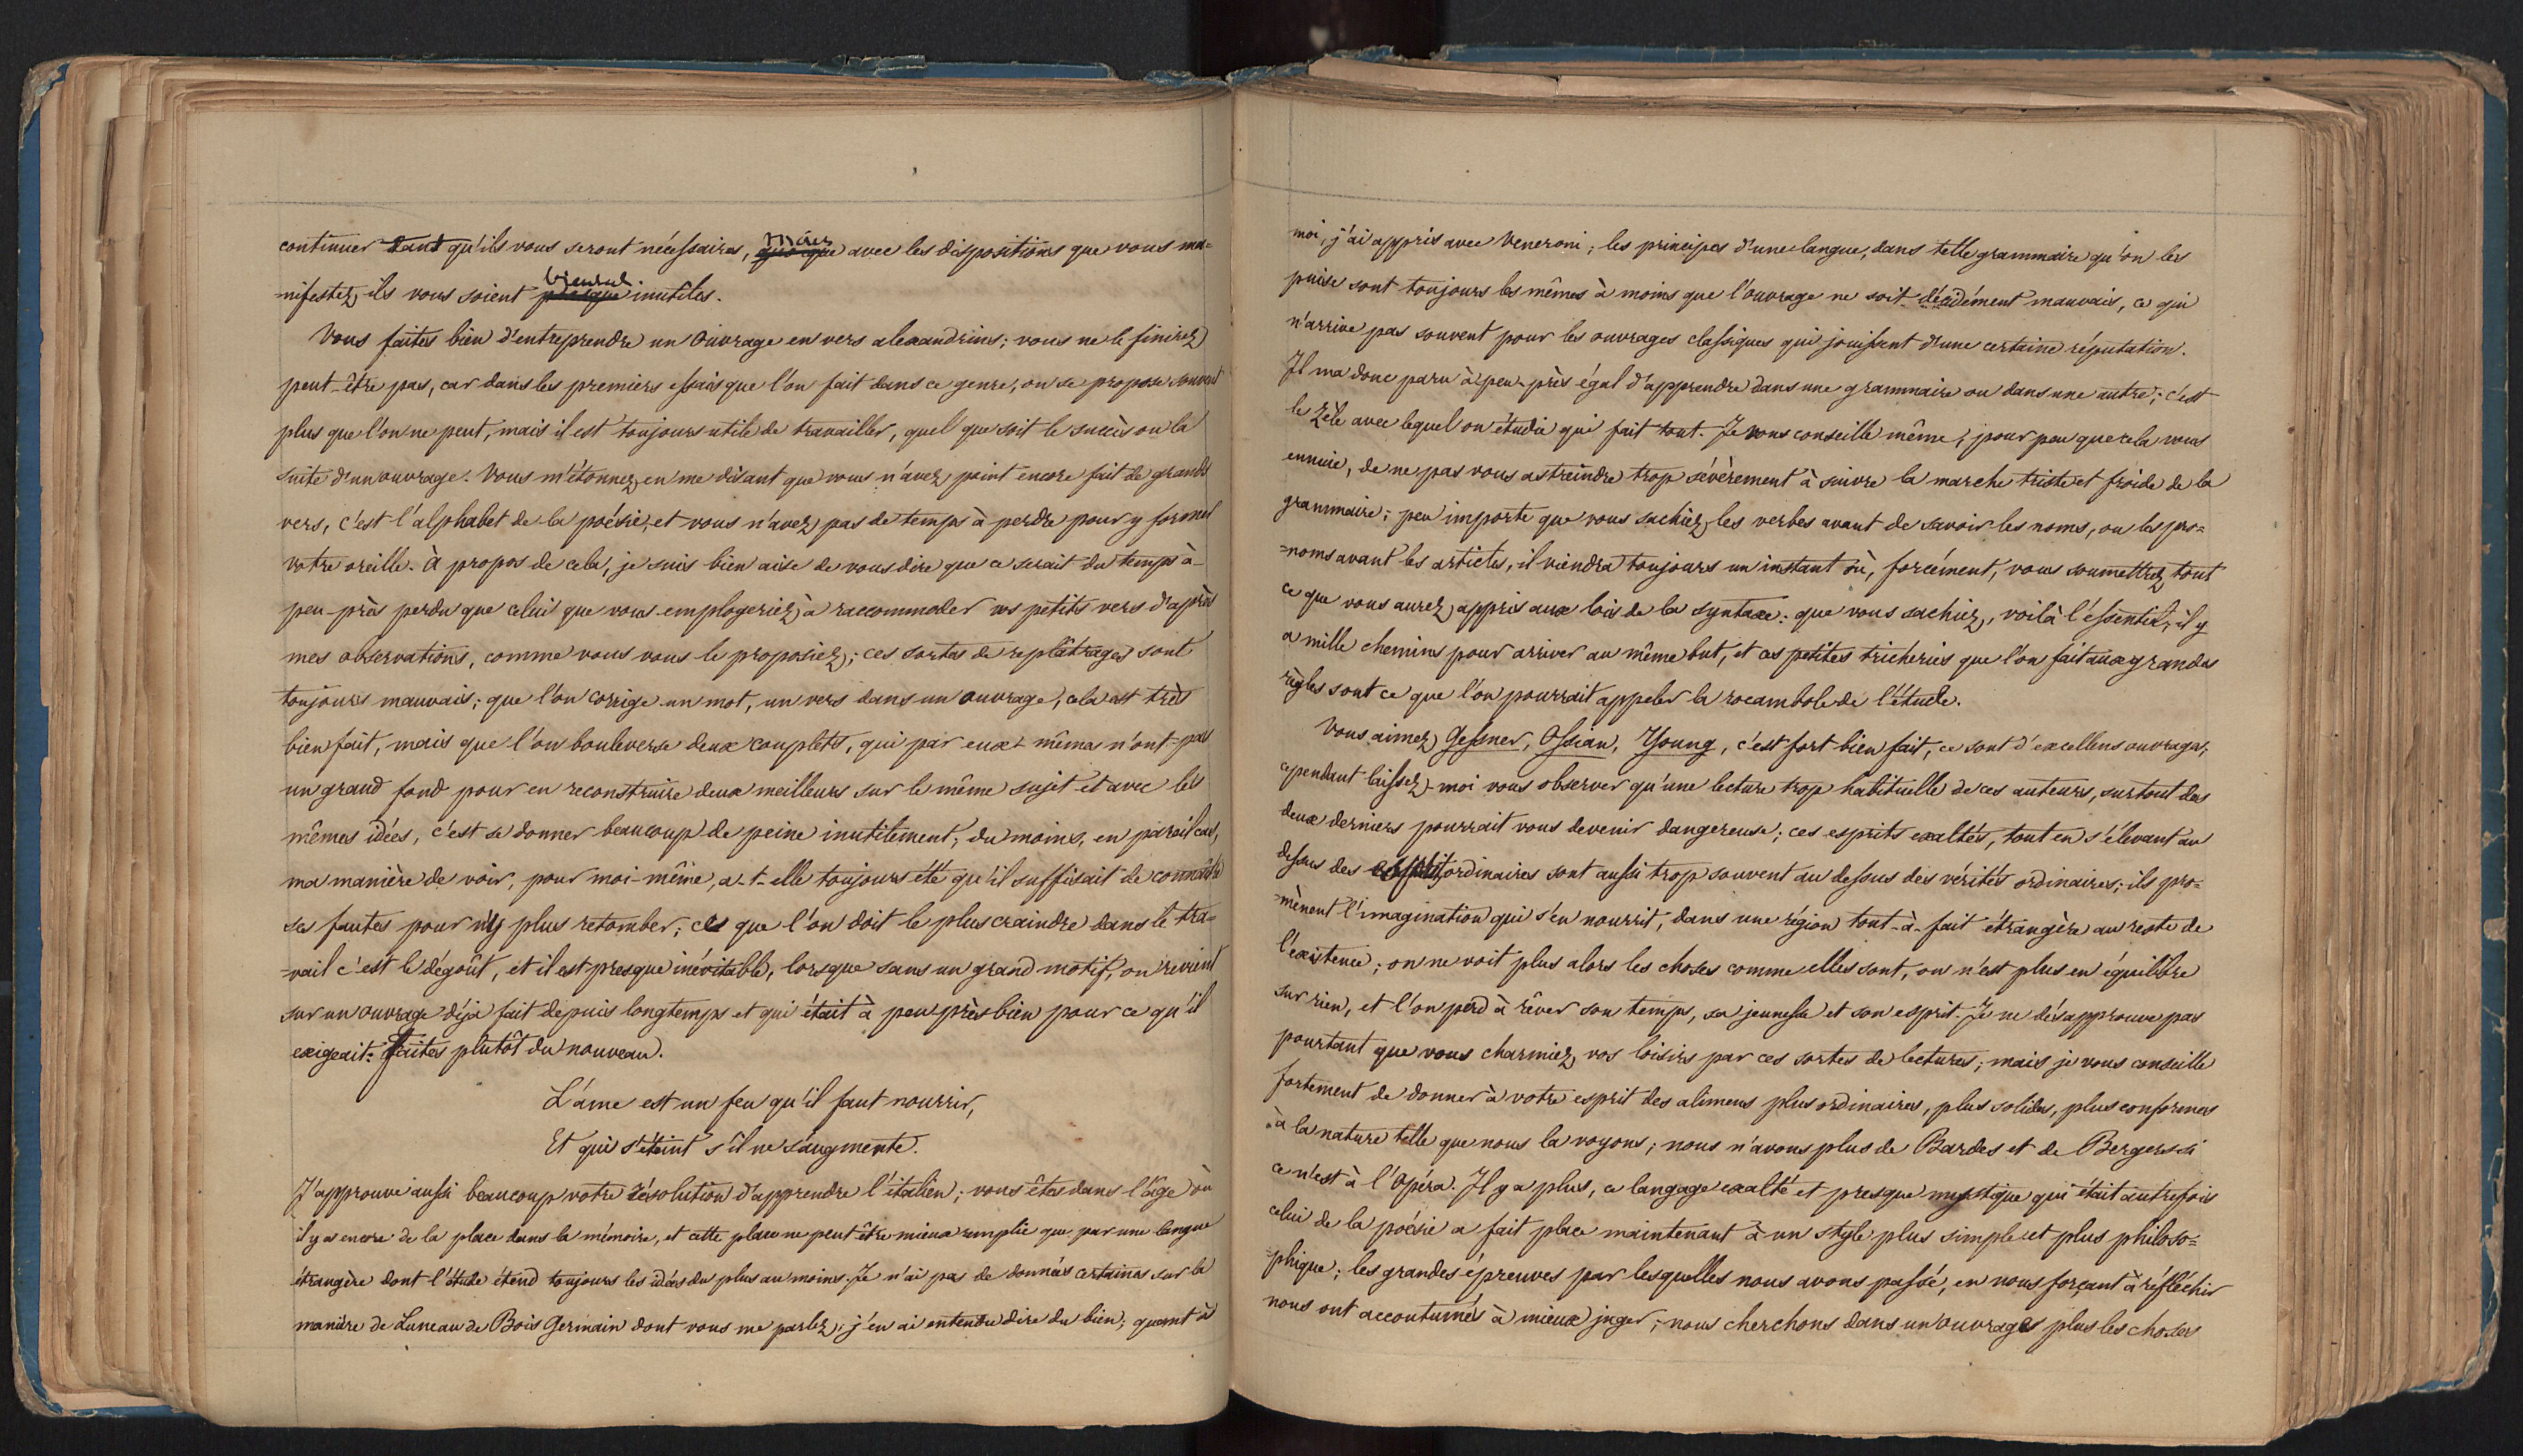 continuer tant qu'ils vous seront nécessaires, quoique avec les dispositions que vous ma=
=nifestez, ils vous soient bientôt presque inutiles.
Vous faites bien d'entreprendre un Ouvrage en vers alexandrins; vous ne le finirez
peut-être pas, car dans les premiers essais que l'on fait dans ce genre, on se propose souvent
plus que l'on ne peut, mais il est toujours utile de travailler, quel que soit le succès ou la
suite d'un ouvrage. Vous m'étonnez, en me disant que vous n'avez point encore fait de grands
vers, c'est l'alphabet de la poésie, et vous n'avez pas de temps à perdre pour y former
votre oreille. À propos de cela, je suis bien aise de vous dire que ce serait du temps à-
peu-près perdu que celui que vous employeriez à raccommoder vos petits vers d'après
mes observations, comme vous vous le proposiez; ces sortes de replâtrages sont
toujours mauvais; que l'on corrige un mot, un vers dans un ouvrage, cela est très
bien fait, mais que l'on bouleverse deux couplets, qui par eux-mêmes n'ont pas
un grand fond pour en reconstruire deux meilleurs sur le même sujet et avec les
mêmes idées, c'est se donner beaucoup de peine inutilement; du moins, en pareil cas,
ma manière de voir, pour moi-même, a-t-elle toujours été qu'il suffisait de connaître
ses fautes pour n'y plus retomber; ce que l'on doit le plus craindre dans le tra=
=vail c'est le dégoût, et il est presque inévitable, lorsque sans un grand motif, on revient
sur un ouvrage déjà fait depuis longtemps et qui était à peu près bien pour ce qu'il
exigeait: Faites plutôt du nouveau.
L'âme est un feu qu'il faut nourrir,
Et qui s'éteint s'il ne s'augmente.
J'approuve aussi beaucoup votre résolution d'apprendre l'italien; vous êtes dans l'âge où
il y a encore de la place dans la mémoire, et cette place ne peut être mieux remplie que par une langue
étrangère dont l'étude étend toujours les idées du plus au moins. Je n'ai pas de données certaines sur la
manière de Luneau de Bois Germain dont vous me parlez; j'en ai entendu dire du bien; quant à
moi, j'ai appris avec Veneroni; les principes d'une langue, dans telle grammaire qu'on les
puise sont toujours les mêmes à moins que l'ouvrage ne soit décidément mauvais, ce qui
n'arrive pas souvent pour les ouvrages classiques qui jouissent d'une certaine réputation.
Il m'a donc paru à-peu-près égal d'apprendre dans une grammaire ou dans une autre; c'est
le zèle avec lequel on étudie qui fait tout. Je vous conseille même, pour peu que cela vous
ennuie, de ne pas vous astreindre trop sévèrement à suivre la marche triste et froide de la
grammaire; peu importe que vous sachiez, les verbes avant de savoir les noms, ou les pro=
=noms avant les articles, il viendra toujours un instant où, forcément, vous soumettrez tout
ce que vous aurez appris aux lois de la syntaxe: que vous sachiez, voilà l'essentiel, il y
a mille chemins pour arriver au même but, et ces petites tricheries que l'on fait aux grandes
règles sont ce que l'on pourrait appeler la rocambole de l'étude.
Vous aimez Gessner, Ossian, Young, c'est fort bien fait, ce sont d'excellens ouvrages;
cependant laissez-moi vous observer qu'une lecture trop habituelle de ces auteurs, surtout des
deux derniers pourrait vous devenir dangereuse; ces esprits exaltés, tout en s'élevant au
dessus des esprits ordinaires sont aussi trop souvent au dessus des vérités ordinaires; ils pro=
=mènent l'imagination qui s'en nourrit, dans une région tout-à-fait étrangère au reste de
l'existence; on ne voit plus alors les choses comme elles sont, on n'est plus en équilibre
sur rien, et l'on perd à rêver son temps, sa jeunesse et son esprit. Je ne désapprouve pas
pourtant que vous charmiez vos loisirs par ces sortes de lectures; mais je vous conseille
fortement de donner à votre esprit des alimens plus ordinaires, plus solides, plus conformes
à la nature telle que nous la voyons; nous n'avons plus de Bardes et de Bergers si
ce n'est à l'Opéra. Il y a plus, ce langage exalté et presque mystique qui était autrefois
celui de la poésie a fait place maintenant à un style plus simple et plus philoso=
=phique; les grandes épreuves par lesquelles nous avons passé, en nous forçant à réfléchir
nous ont accoutumés à mieux juger; nous cherchons dans un ouvrage plus les choses